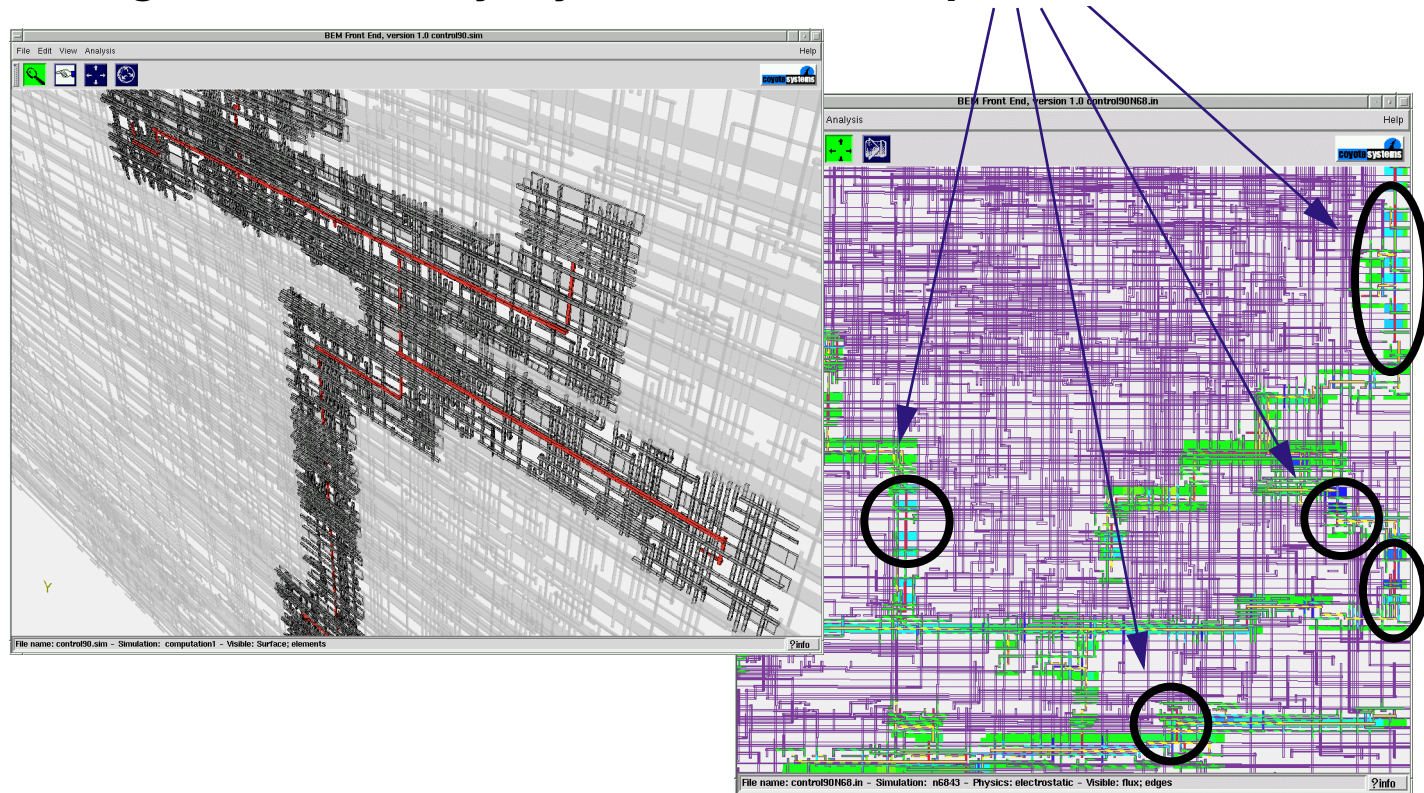 BEM Front End, version 1.0 control90.sim
File Edit View Analysis Help
coyote systems
Y
File name: control90.sim - Simulation: computation1 - Visible: Surface; elements ?info
BEM Front End, version 1.0 control90N68.in
Analysis Help
coyote systems
File name: control90N68.in - Simulation: n6843 - Physics: electrostatic - Visible: flux; edges ?info